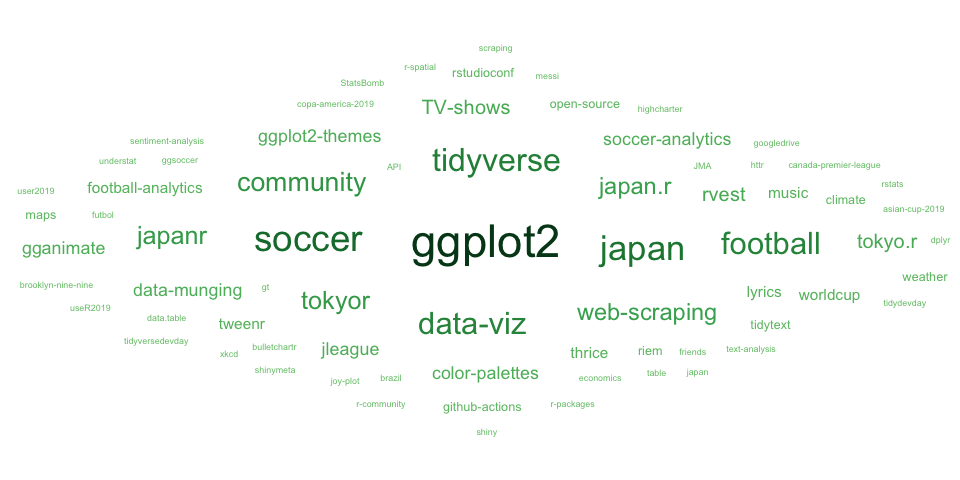 scraping
r-spatial rstudioconf messi
StatsBomb
copa-america-2019 TV-shows open-source highcharter
sentiment-analysis ggplot2-themes soccer-analytics googledrive
understat ggsoccer API tidyverse JMA httr canada-premier-league
user2019 football-analytics community japan.r rvest music climate rstats
maps futbol asian-cup-2019
gganimate japanr soccer ggplot2 japan football tokyo.r dplyr
brooklyn-nine-nine data-munging gt tokyor lyrics worldcup weather
useR2019 data.table tweenr data-viz web-scraping tidytext tidydevday
tidyversedevday xkcd bulletchartr jleague thrice riem friends text-analysis
shinymeta joy-plot brazil color-palettes economics table japan
r-community github-actions r-packages
shiny